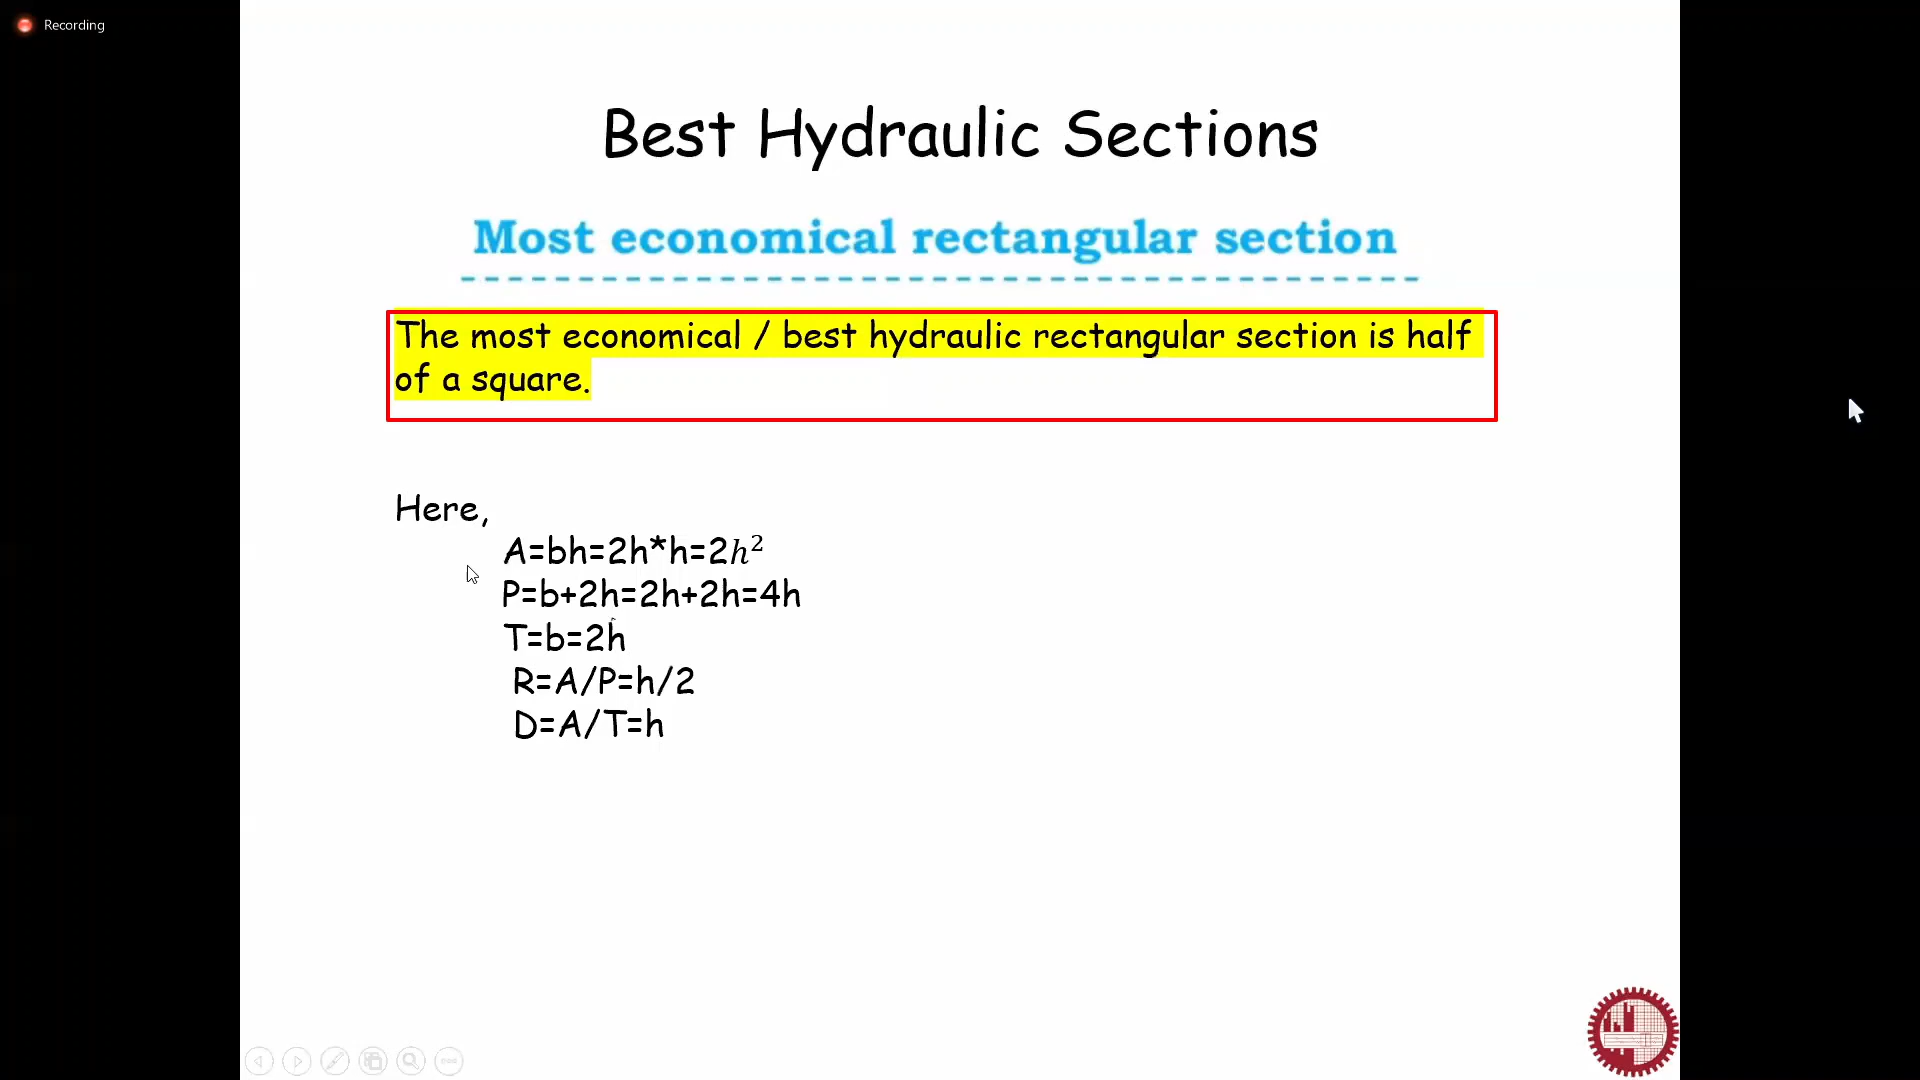 Recording
Best Hydraulic Sections
Most economical rectangular section
The most economical / best hydraulic rectangular section is half
of a square.
Here,
A=bh=2h*h=2ℎ²
P=b+2h=2h+2h=4h
T=b=2h
R=A/P=h/2
D=A/T=h